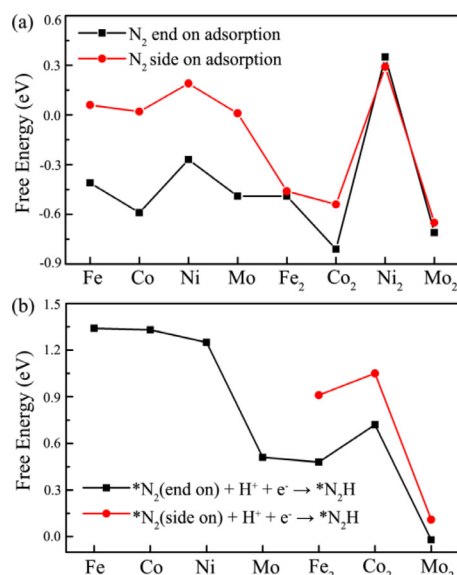 (a)
N₂ end on adsorption
N₂ side on adsorption
Free Energy (eV)
0.6
0.3
0.0
-0.3
-0.6
-0.9
Fe Co Ni Mo Fe₂ Co₂ Ni₂ Mo₂
(b)
Free Energy (eV)
1.5
1.2
0.9
0.6
0.3
0.0
*N₂(end on) + H⁺ + e⁻ → *N₂H
*N₂(side on) + H⁺ + e⁻ → *N₂H
Fe Co Ni Mo Fe₂ Co₂ Mo₂